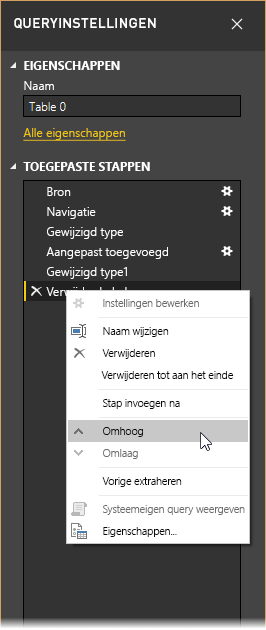 QUERYINSTELLINGEN
EIGENSCHAPPEN
Naam
Table 0
Alle eigenschappen
TOEGEPASTE STAPPEN
Bron
Navigatie
Gewijzigd type
Aangepast toegevoegd
Gewijzigd type1
Instellingen bewerken
Naam wijzigen
Verwijderen
Verwijderen tot aan het einde
Stap invoegen na
Omhoog
Omlaag
Vorige extraheren
Systeemeigen query weergeven
Eigenschappen...